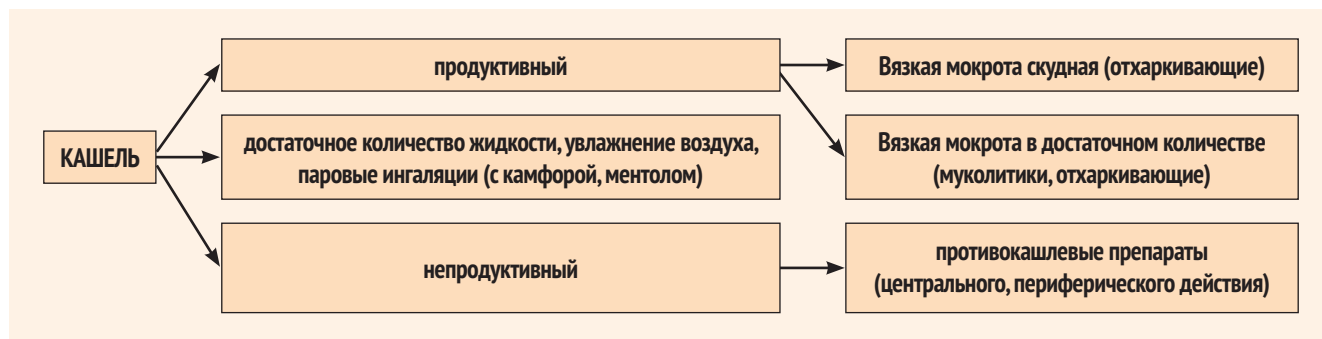 КАШЕЛЬ
продуктивный
Вязкая мокрота скудная (отхаркивающие)
достаточное количество жидкости, увлажнение воздуха,
паровые ингаляции (с камфорой, ментолом)
Вязкая мокрота в достаточном количестве
(муколитики, отхаркивающие)
непродуктивный
противокашлевые препараты
(центрального, периферического действия)